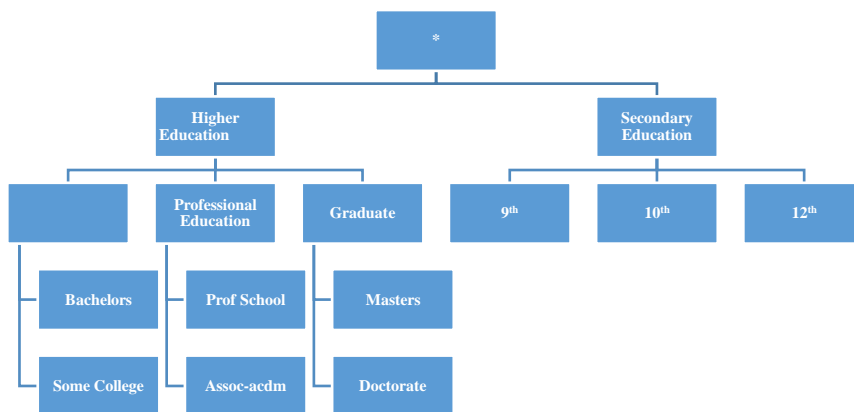 *
Higher
Education
Secondary
Education
Professional
Education
Graduate
9th
10th
12th
Bachelors
Prof School
Masters
Some College
Assoc-acdm
Doctorate